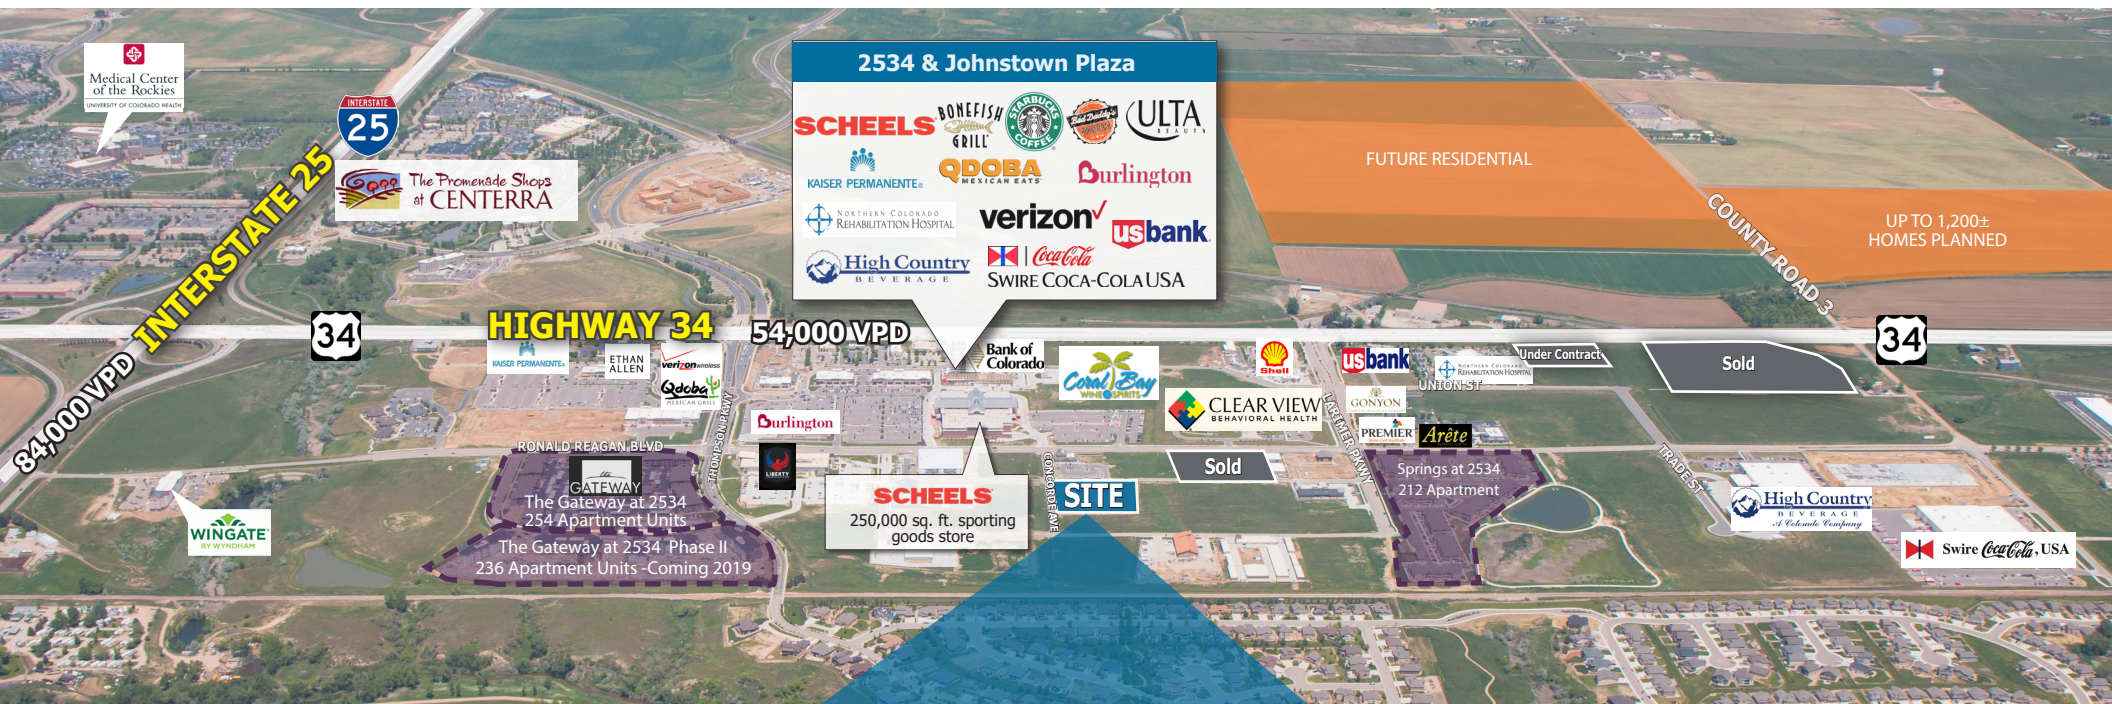 Medical Center
of the Rockies
UNIVERSITY OF COLORADO HEALTH
INTERSTATE
25
The Promenade Shops
at CENTERRA
INTERSTATE 25
84,000 VPD
2534 & Johnstown Plaza
SCHEELS
BONEFISH
GRILL
STARBUCKS
COFFEE
Bad Daddy's
ULTA
BEAUTY
KAISER PERMANENTE®
QDOBA
MEXICAN EATS
Burlington
NORTHERN COLORADO
REHABILITATION HOSPITAL
verizon
usbank
High Country
BEVERAGE
Coca-Cola
SWIRE COCA-COLA USA
FUTURE RESIDENTIAL
UP TO 1,200±
HOMES PLANNED
COUNTY ROAD 3
34
HIGHWAY 34
54,000 VPD
34
KAISER PERMANENTE®
ETHAN
ALLEN
verizonwireless
Qdoba
MEXICAN GRILL
Bank of
Colorado
Coral Bay
WINE & SPIRITS
Shell
usbank
NORTHERN COLORADO
REHABILITATION HOSPITAL
Under Contract
Sold
UNION ST
GONYON
CLEAR VIEW
BEHAVIORAL HEALTH
Burlington
THOMPSON PKWY
LARIMER PKWY
PREMIER
Arête
RONALD REAGAN BLVD
the
GATEWAY
The Gateway at 2534
254 Apartment Units
The Gateway at 2534 Phase II
236 Apartment Units -Coming 2019
LIBERTY
SCHEELS
250,000 sq. ft. sporting
goods store
CONCORDE AVE
SITE
Sold
Springs at 2534
212 Apartment
TRADE ST
High Country
BEVERAGE
A Colorado Company
Swire Coca-Cola, USA
WINGATE
BY WYNDHAM